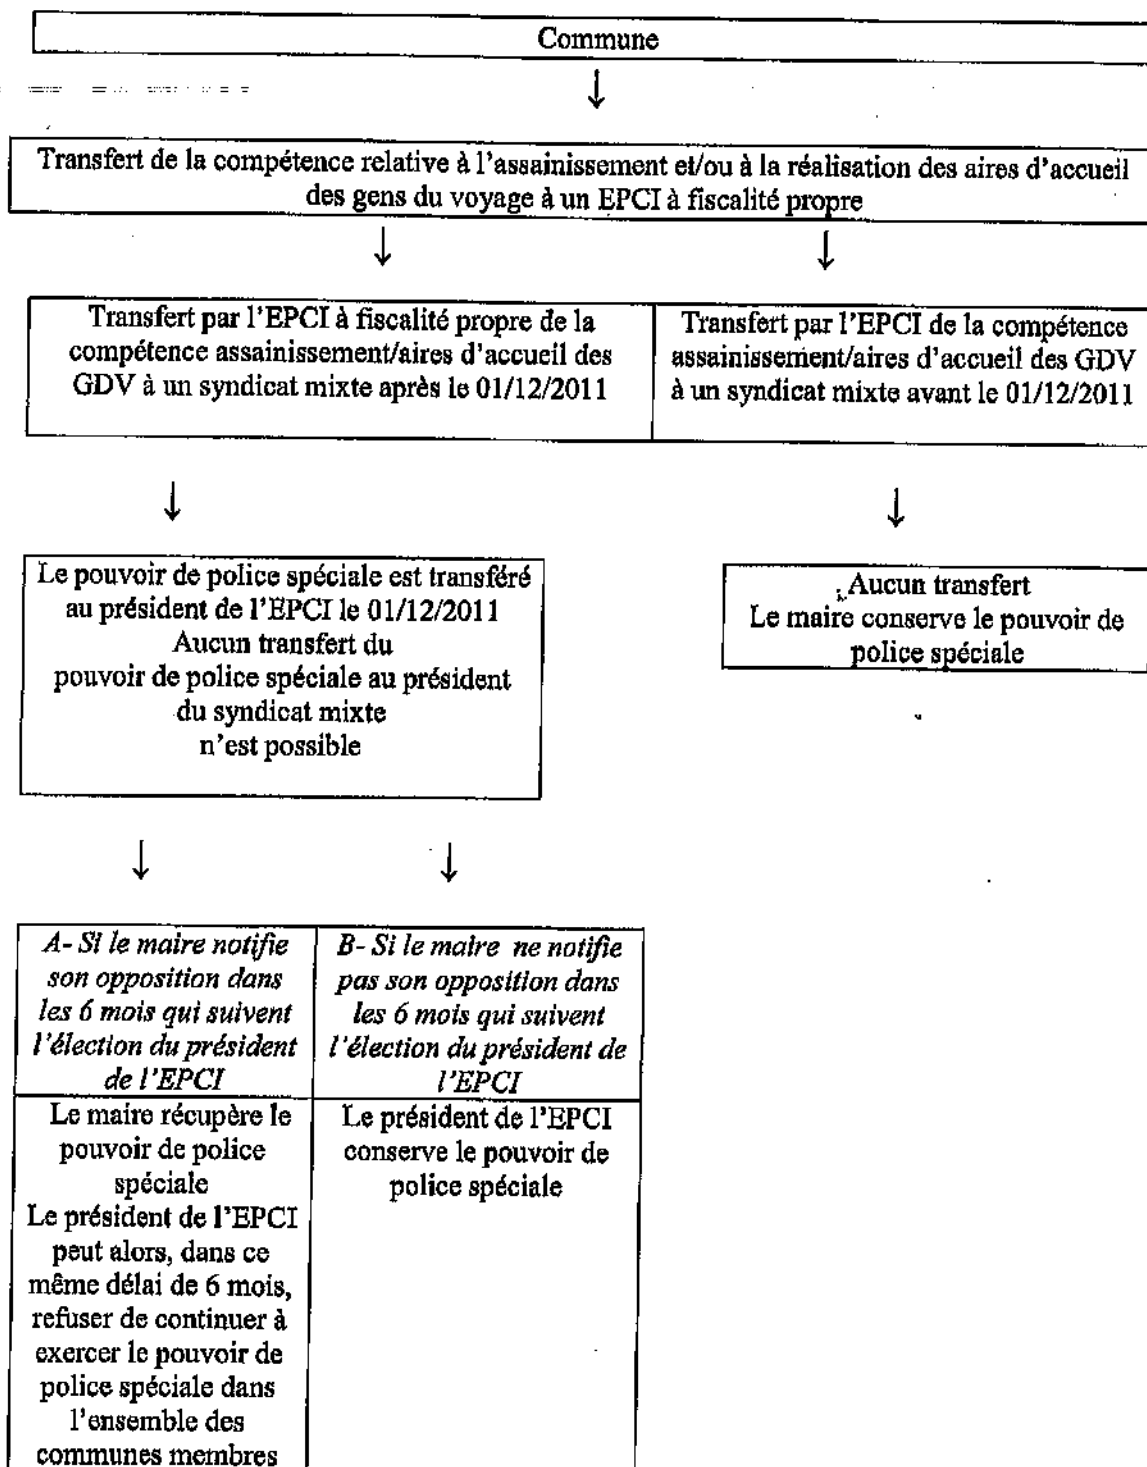 Commune
Transfert de la compétence relative à l'assainissement et/ou à la réalisation des aires d'accueil
des gens du voyage à un EPCI à fiscalité propre
Transfert par l'EPCI à fiscalité propre de la
compétence assainissement/aires d'accueil des
GDV à un syndicat mixte après le 01/12/2011
Transfert par l'EPCI de la compétence
assainissement/aires d'accueil des GDV
à un syndicat mixte avant le 01/12/2011
Le pouvoir de police spéciale est transféré
au président de l'EPCI le 01/12/2011
Aucun transfert du
pouvoir de police spéciale au président
du syndicat mixte
n'est possible
Aucun transfert
Le maire conserve le pouvoir de
police spéciale
A- Si le maire notifie
son opposition dans
les 6 mois qui suivent
l'élection du président
de l'EPCI
B- Si le maire ne notifie
pas son opposition dans
les 6 mois qui suivent
l'élection du président de
l'EPCI
Le maire récupère le
pouvoir de police
spéciale
Le président de l'EPCI
peut alors, dans ce
même délai de 6 mois,
refuser de continuer à
exercer le pouvoir de
police spéciale dans
l'ensemble des
communes membres
Le président de l'EPCI
conserve le pouvoir de
police spéciale